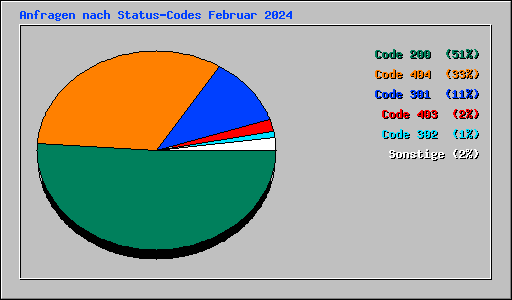 Anfragen nach Status-Codes Februar 2024
Code 200 (51%)
Code 404 (33%)
Code 301 (11%)
Code 403 (2%)
Code 302 (1%)
Sonstige (2%)